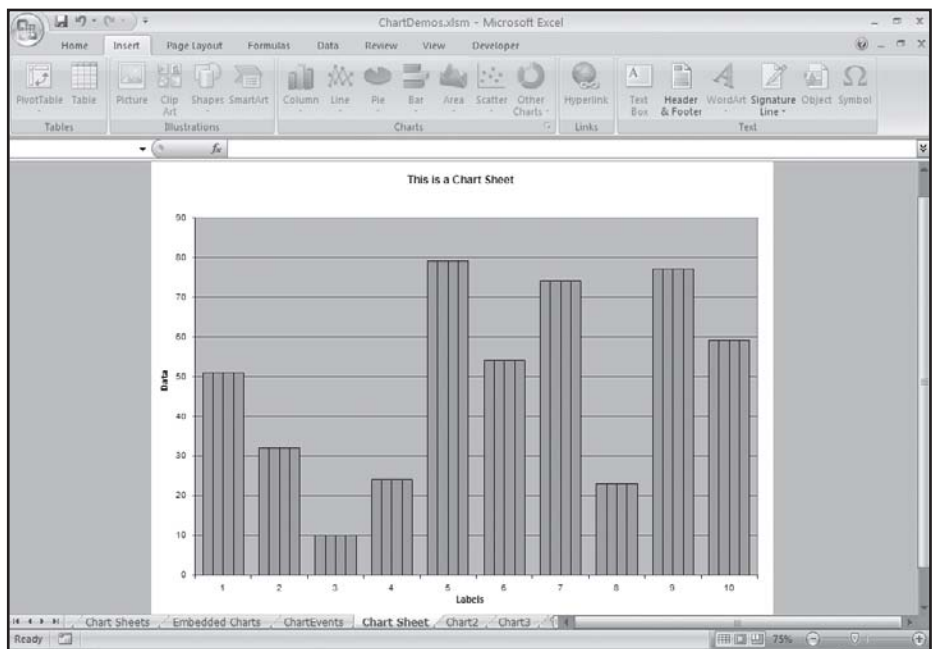 ChartDemos.xlsm - Microsoft Excel
Home Insert Page Layout Formulas Data Review View Developer
PivotTable Table Picture Clip Art Shapes SmartArt Column Line Pie Bar Area Scatter Other Charts Hyperlink Text Box Header & Footer WordArt Signature Line Object Symbol
Tables Illustrations Charts Links Text
fx
This is a Chart Sheet
90
80
70
60
50
40
30
20
10
0
Data
1 2 3 4 5 6 7 8 9 10
Labels
Chart Sheets Embedded Charts ChartEvents Chart Sheet Chart2 Chart3
Ready 75%